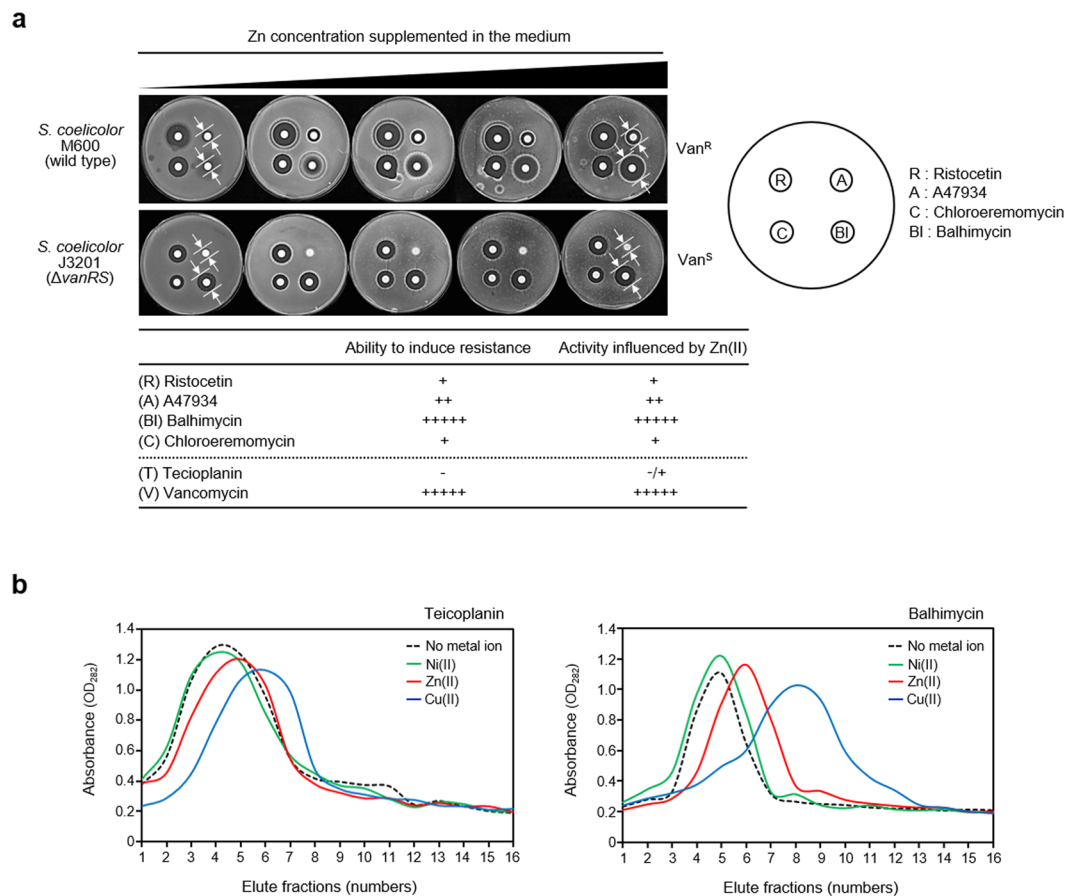 a
Zn concentration supplemented in the medium
S. coelicolor
M600
(wild type)
Van^R
S. coelicolor
J3201
(ΔvanRS)
Van^S
R
A
C
BI
R : Ristocetin
A : A47934
C : Chloroeremomycin
BI : Balhimycin
Ability to induce resistance Activity influenced by Zn(II)
(R) Ristocetin + +
(A) A47934 ++ ++
(BI) Balhimycin +++++ +++++
(C) Chloroeremomycin + +
(T) Tecioplanin - -/+
(V) Vancomycin +++++ +++++
b
Teicoplanin
Absorbance (OD282)
1.4
1.2
1.0
0.8
0.6
0.4
0.2
0
No metal ion
Ni(II)
Zn(II)
Cu(II)
1 2 3 4 5 6 7 8 9 10 11 12 13 14 15 16
Elute fractions (numbers)
Balhimycin
Absorbance (OD282)
1.4
1.2
1.0
0.8
0.6
0.4
0.2
0
No metal ion
Ni(II)
Zn(II)
Cu(II)
1 2 3 4 5 6 7 8 9 10 11 12 13 14 15 16
Elute fractions (numbers)